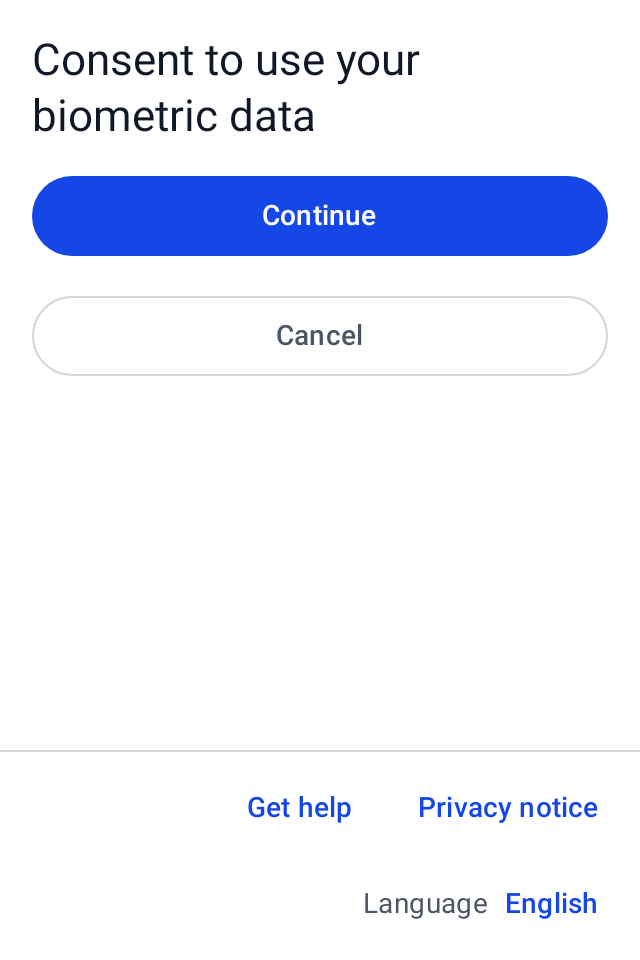 Consent to use your
biometric data
Continue
Cancel
Get help Privacy notice
Language English